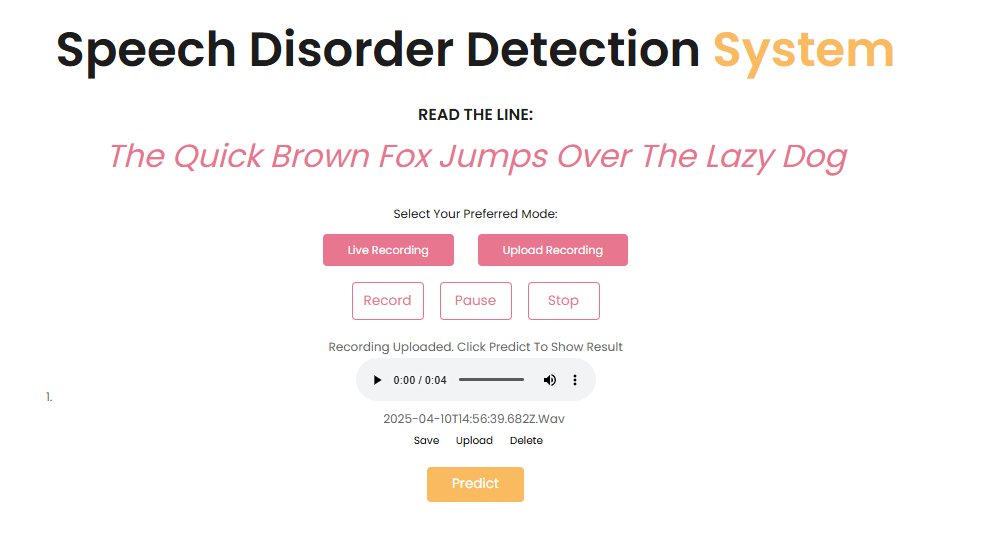 Speech Disorder Detection System
READ THE LINE:
The Quick Brown Fox Jumps Over The Lazy Dog
Select Your Preferred Mode:
Live Recording Upload Recording
Record Pause Stop
Recording Uploaded. Click Predict To Show Result
0:00 / 0:04
1.
2025-04-10T14:56:39.682Z.Wav
Save Upload Delete
Predict